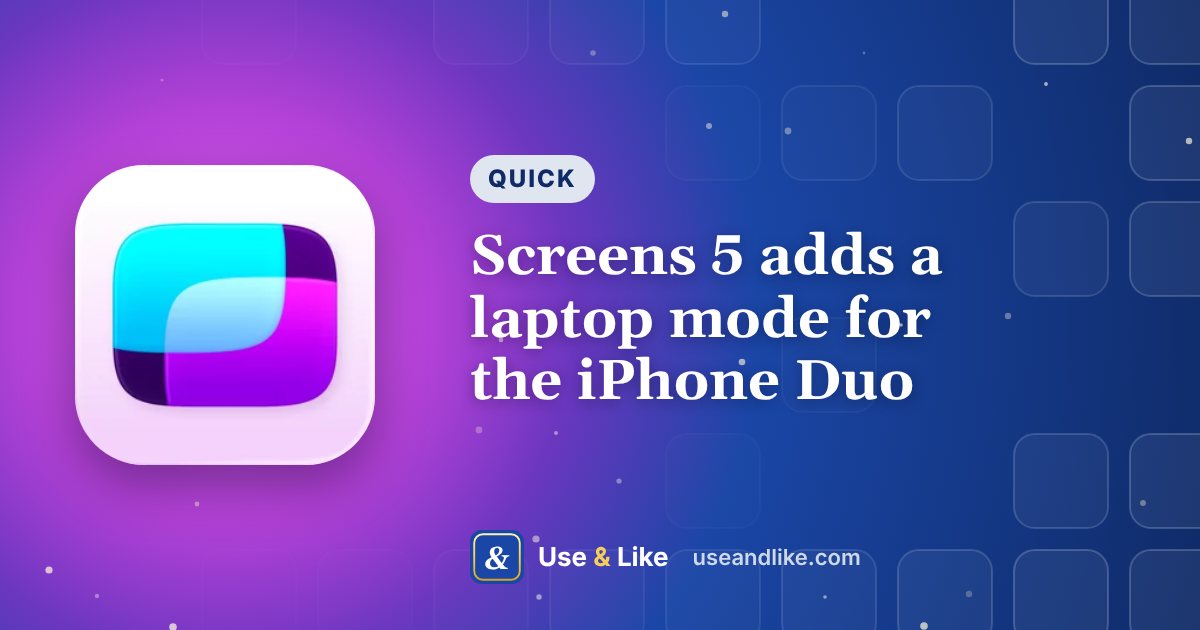 QUICK
Screens 5 adds a
laptop mode for
the iPhone Duo
& Use & Like useandlike.com